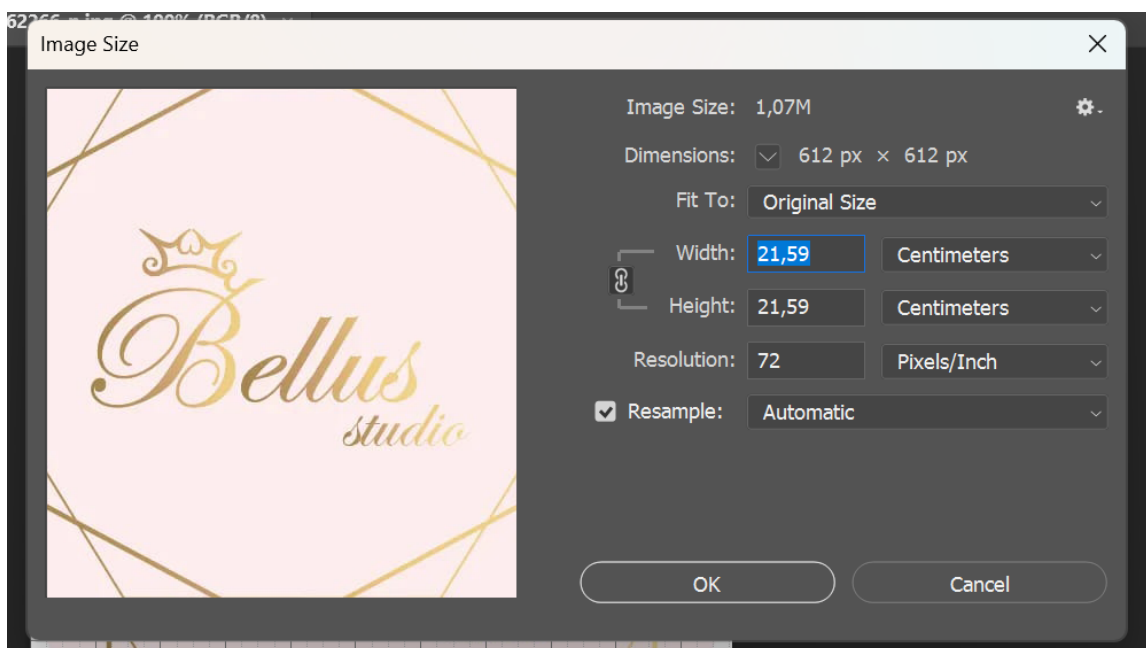 Image Size
Image Size: 1,07M
Dimensions: 612 px × 612 px
Fit To: Original Size
Width: 21,59 Centimeters
Height: 21,59 Centimeters
Resolution: 72 Pixels/Inch
Resample: Automatic
OK Cancel
Bellus
studio